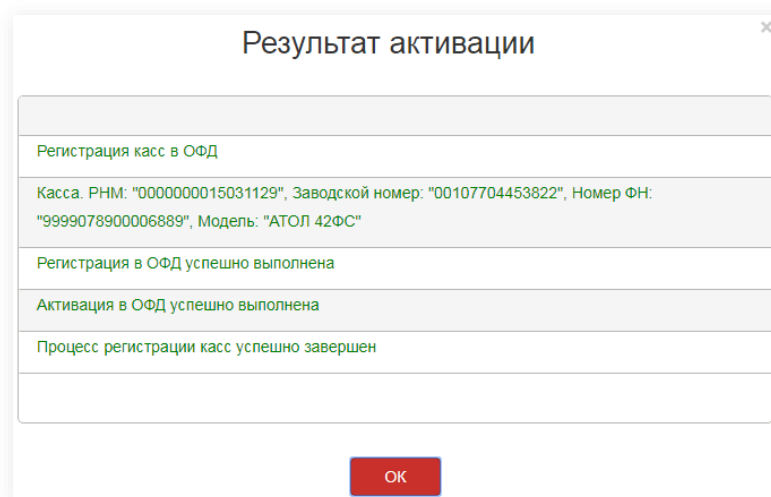 Результат активации
×
Регистрация касс в ОФД
Касса. РНМ: "0000000015031129", Заводской номер: "00107704453822", Номер ФН:
"9999078900006889", Модель: "АТОЛ 42ФС"
Регистрация в ОФД успешно выполнена
Активация в ОФД успешно выполнена
Процесс регистрации касс успешно завершен
ОК